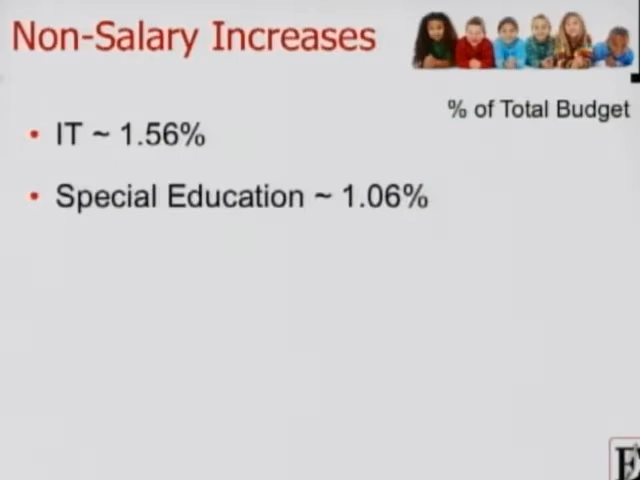 Non-Salary Increases
% of Total Budget
• IT ~ 1.56%
• Special Education ~ 1.06%